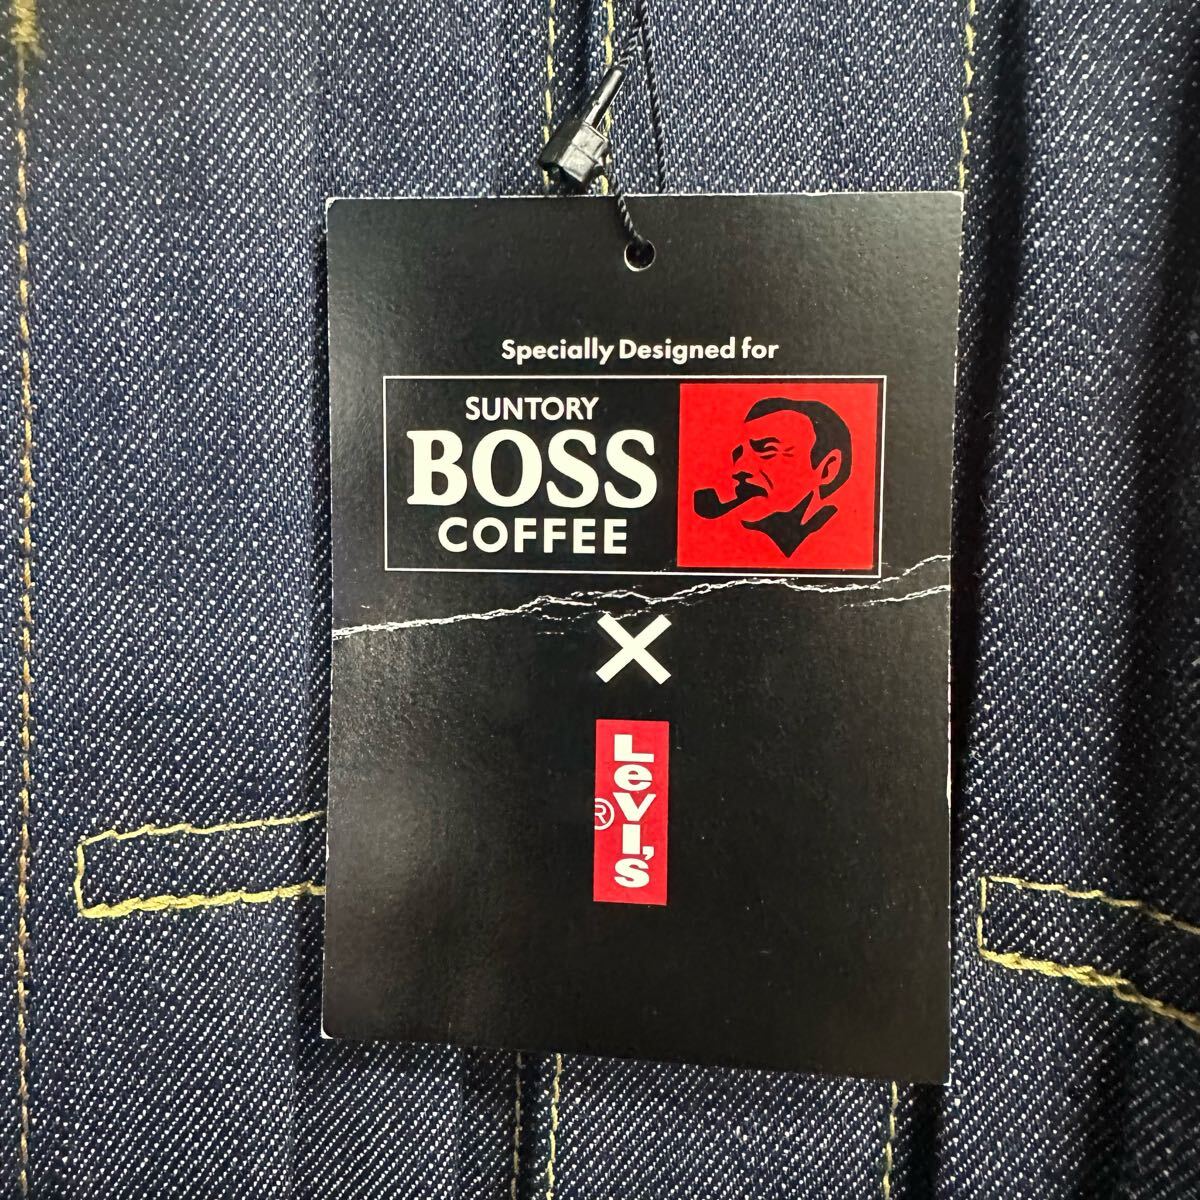 Specially Designed for
SUNTORY
BOSS
COFFEE
×
Levi's
®